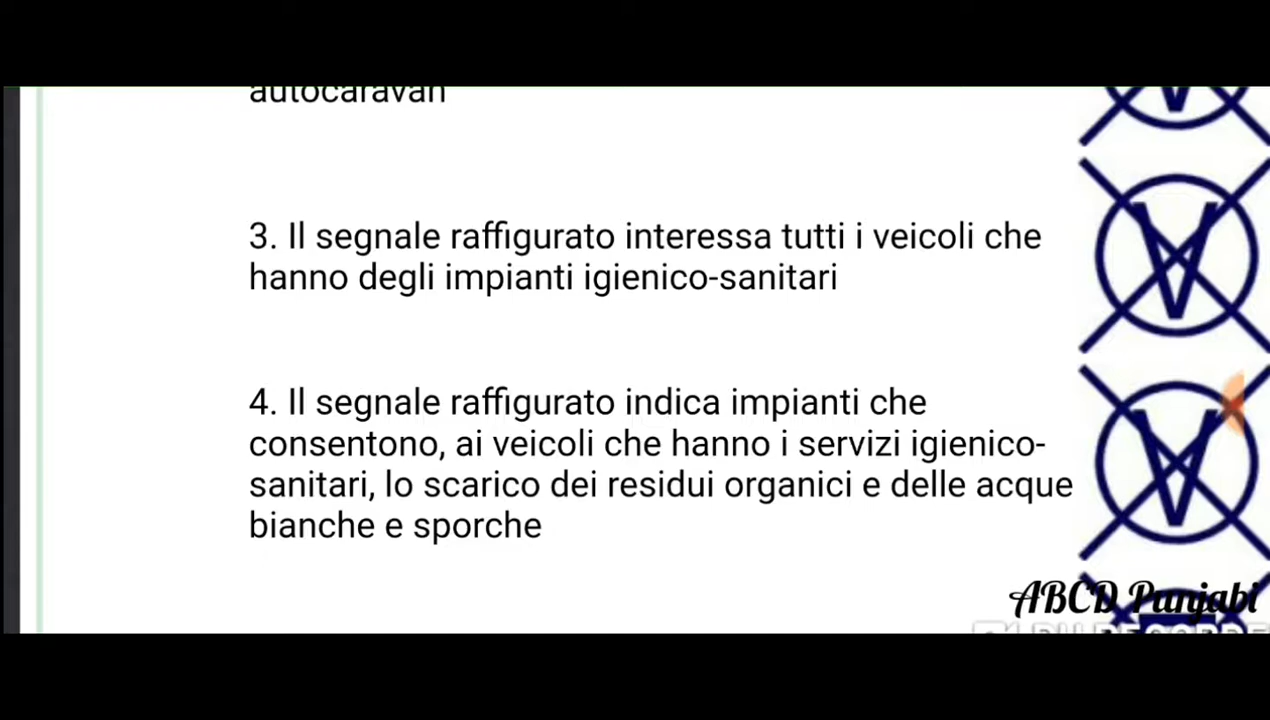 autocaravan
3. Il segnale raffigurato interessa tutti i veicoli che
hanno degli impianti igienico-sanitari
V
4. Il segnale raffigurato indica impianti che
consentono, ai veicoli che hanno i servizi igienico-
sanitari, lo scarico dei residui organici e delle acque
bianche e sporche
V
ABCD Punjabi